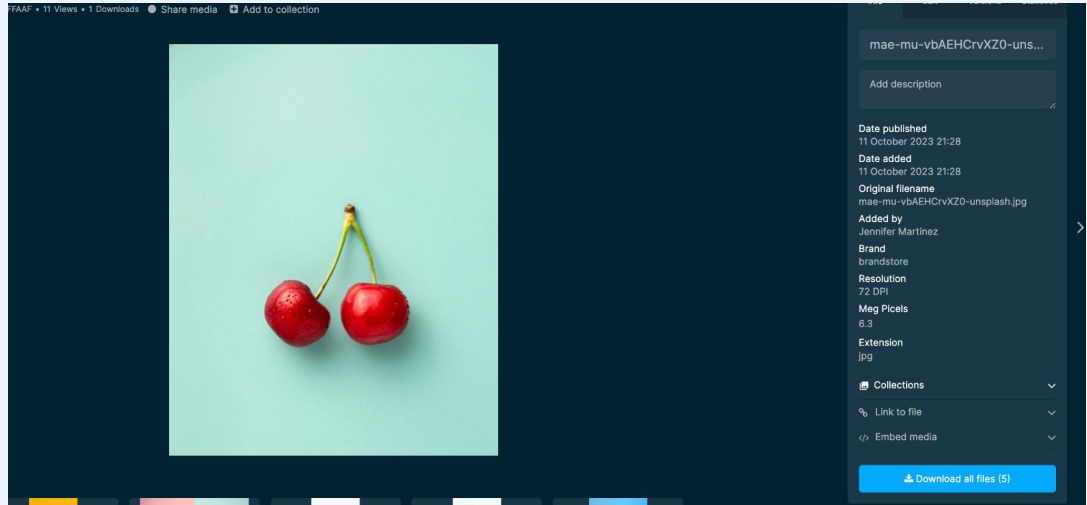 FFAAF • 11 Views • 1 Downloads Share media Add to collection
mae-mu-vbAEHCrvXZ0-uns...
Add description
Date published
11 October 2023 21:28
Date added
11 October 2023 21:28
Original filename
mae-mu-vbAEHCrvXZ0-unsplash.jpg
Added by
Jennifer Martinez
Brand
brandstore
Resolution
72 DPI
Meg Picels
6.3
Extension
jpg
Collections
Link to file
Embed media
Download all files (5)